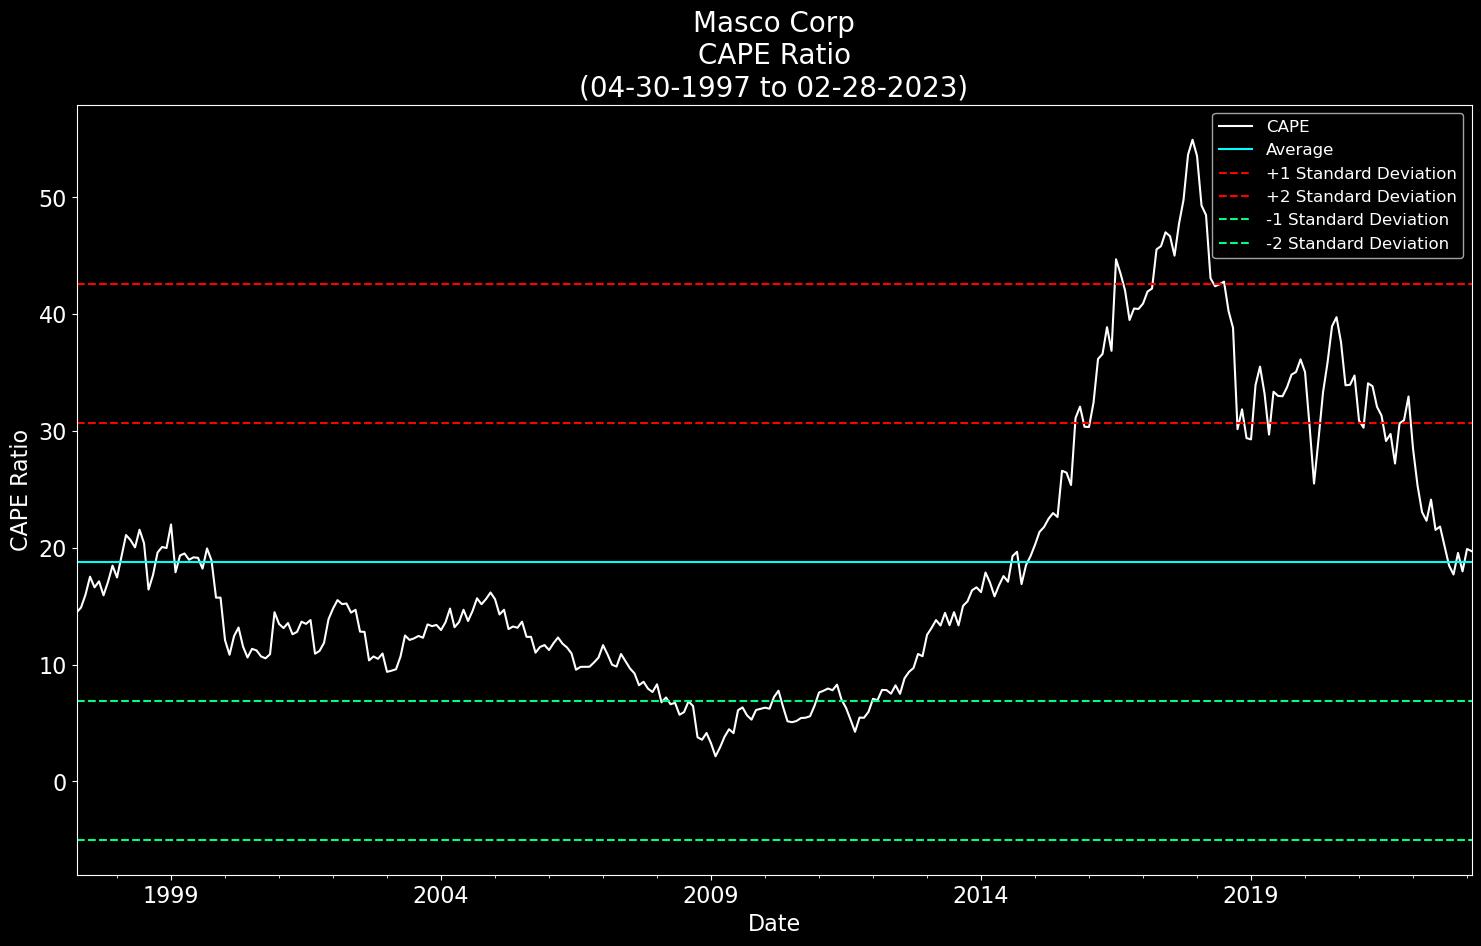 Masco Corp
CAPE Ratio
(04-30-1997 to 02-28-2023)
CAPE
Average
+1 Standard Deviation
+2 Standard Deviation
-1 Standard Deviation
-2 Standard Deviation
CAPE Ratio
50
40
30
20
10
0
1999 2004 2009 2014 2019
Date